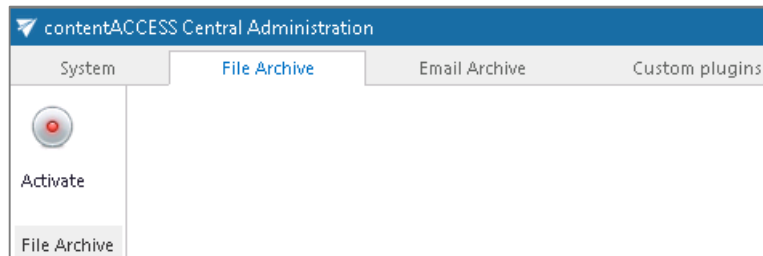 contentACCESS Central Administration
System File Archive Email Archive Custom plugins
Activate
File Archive